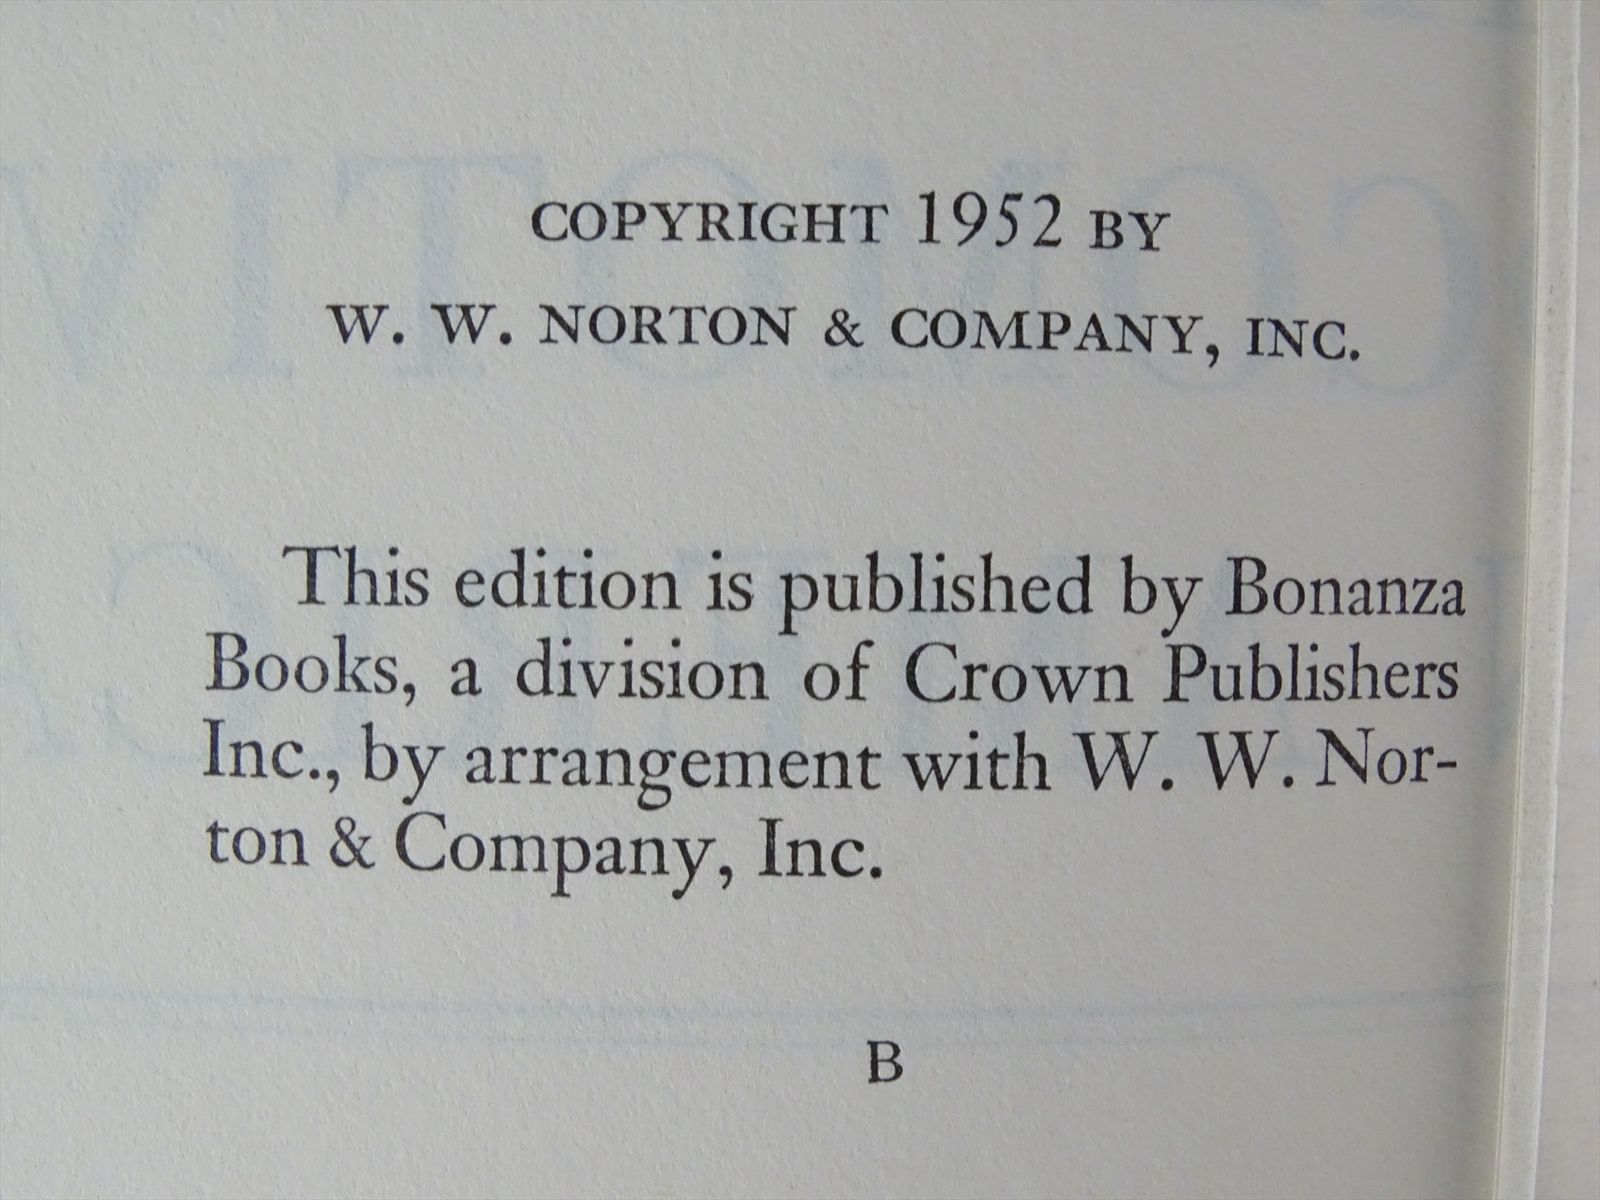 COPYRIGHT 1952 BY
W. W. NORTON & COMPANY, INC.
This edition is published by Bonanza
Books, a division of Crown Publishers
Inc., by arrangement with W. W. Nor-
ton & Company, Inc.
B